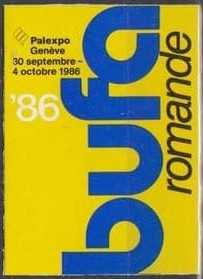 Palexpo
Genève
30 septembre –
4 octobre 1986
'86
bufa
romande